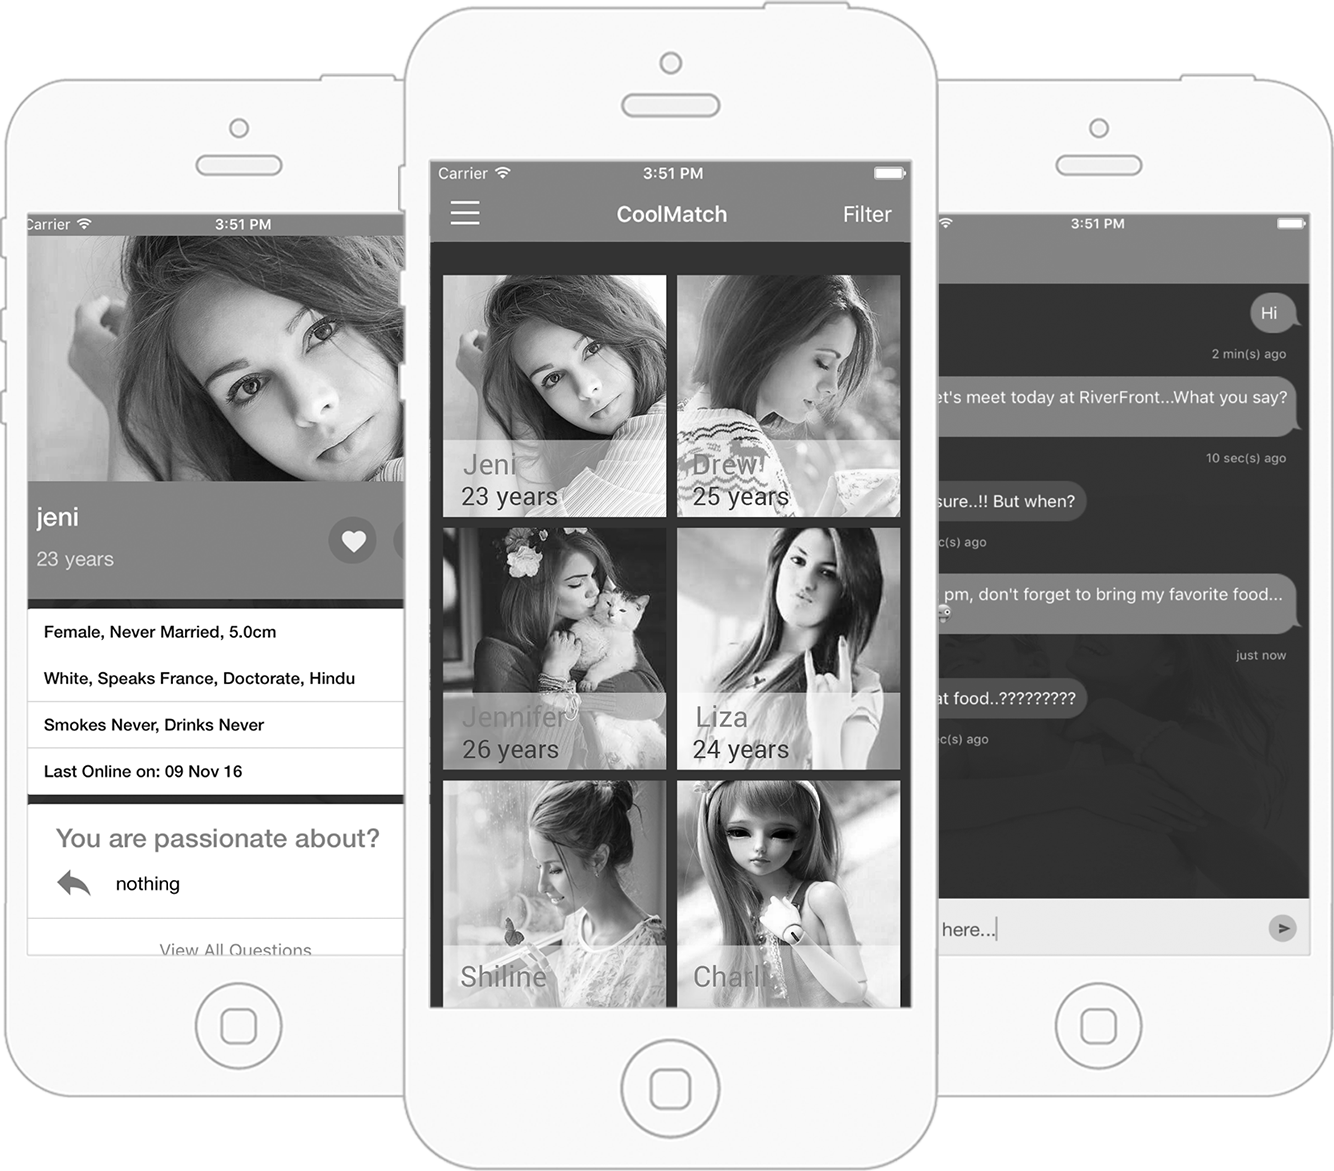 Carrier 3:51 PM
jeni
23 years
Female, Never Married, 5.0cm
White, Speaks France, Doctorate, Hindu
Smokes Never, Drinks Never
Last Online on: 09 Nov 16
You are passionate about?
nothing
View All Questions
Carrier 3:51 PM
CoolMatch Filter
Jeni
23 years
Drew
25 years
Jennifer
26 years
Liza
24 years
Shiline
Charli
3:51 PM
Hi
2 min(s) ago
et's meet today at RiverFront...What you say?
10 sec(s) ago
sure..!! But when?
c(s) ago
pm, don't forget to bring my favorite food...
just now
at food..?????????
c(s) ago
here...